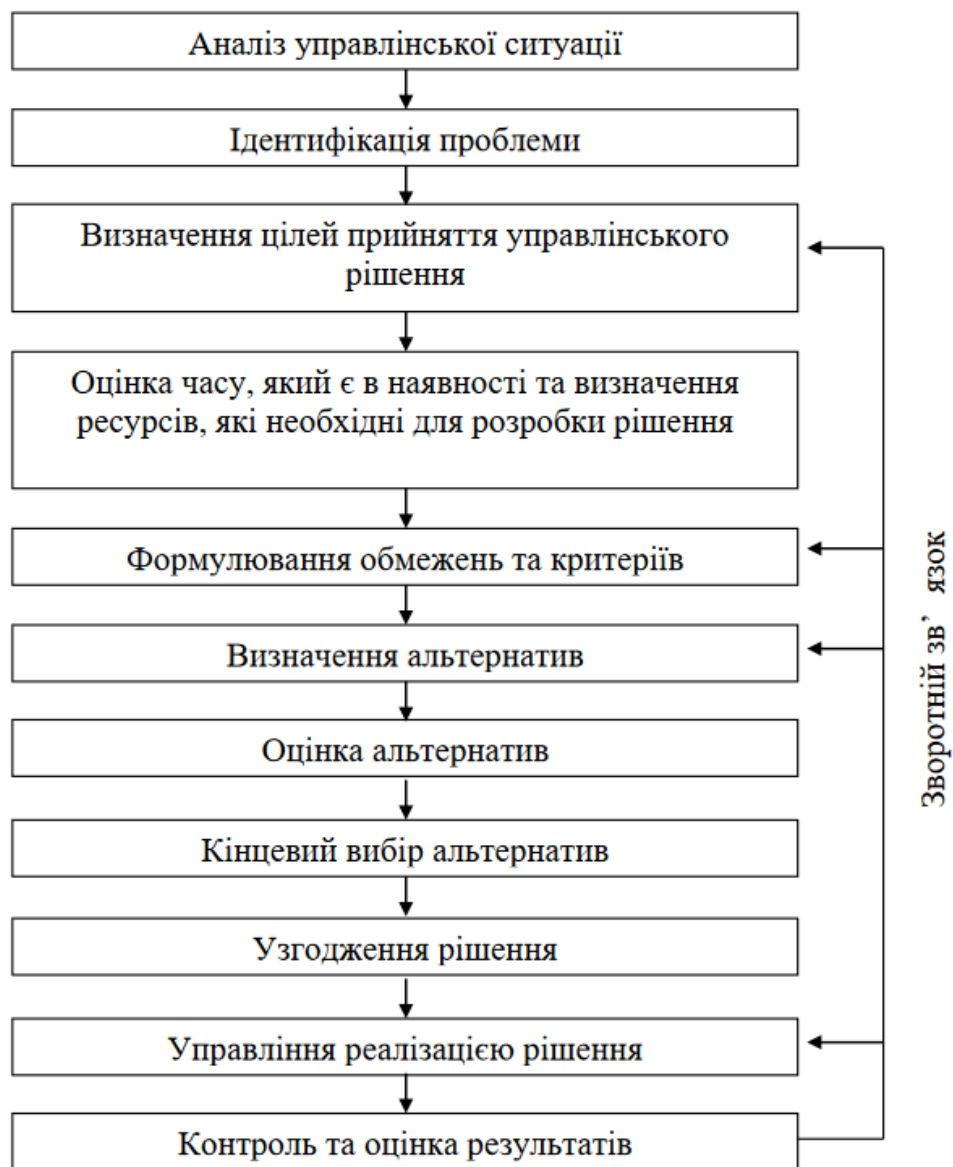 Аналіз управлінської ситуації
Ідентифікація проблеми
Визначення цілей прийняття управлінського
рішення
Оцінка часу, який є в наявності та визначення
ресурсів, які необхідні для розробки рішення
Формулювання обмежень та критеріїв
Визначення альтернатив
Оцінка альтернатив
Кінцевий вибір альтернатив
Узгодження рішення
Управління реалізацією рішення
Контроль та оцінка результатів
Зворотній зв’ язок